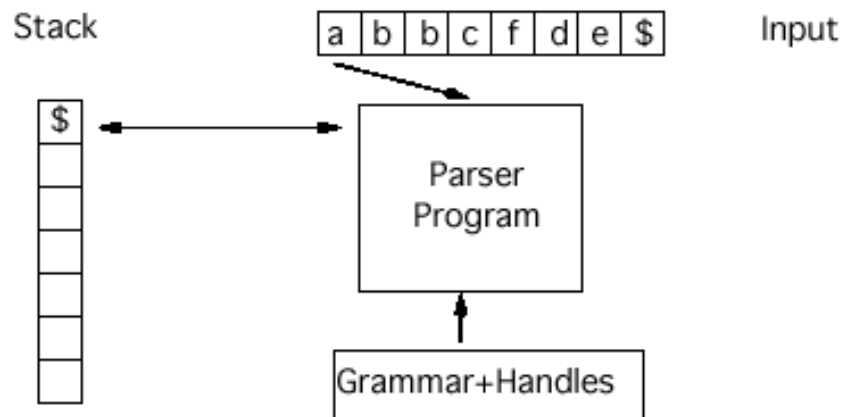 Stack
a b b c f d e $
Input
$
Parser
Program
Grammar+Handles